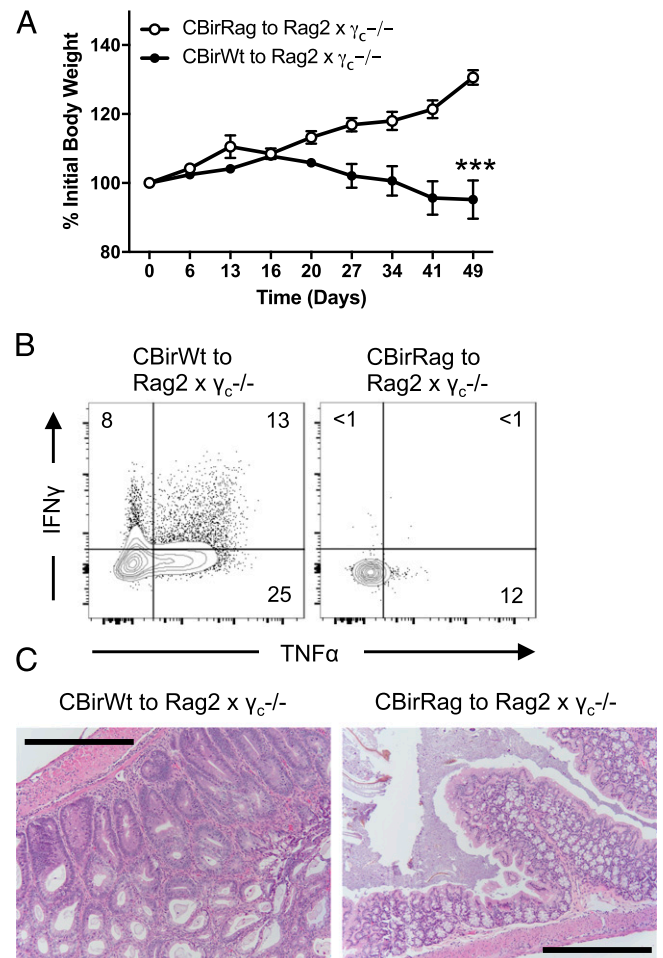 A
CBirRag to Rag2 x γc−/−
CBirWt to Rag2 x γc−/−
% Initial Body Weight
140
120
100
80
***
0 6 13 16 20 27 34 41 49
Time (Days)
B
CBirWt to
Rag2 x γc-/-
CBirRag to
Rag2 x γc-/-
8 13
25
<1 <1
12
IFNγ
TNFα
C
CBirWt to Rag2 x γc-/-
CBirRag to Rag2 x γc-/-